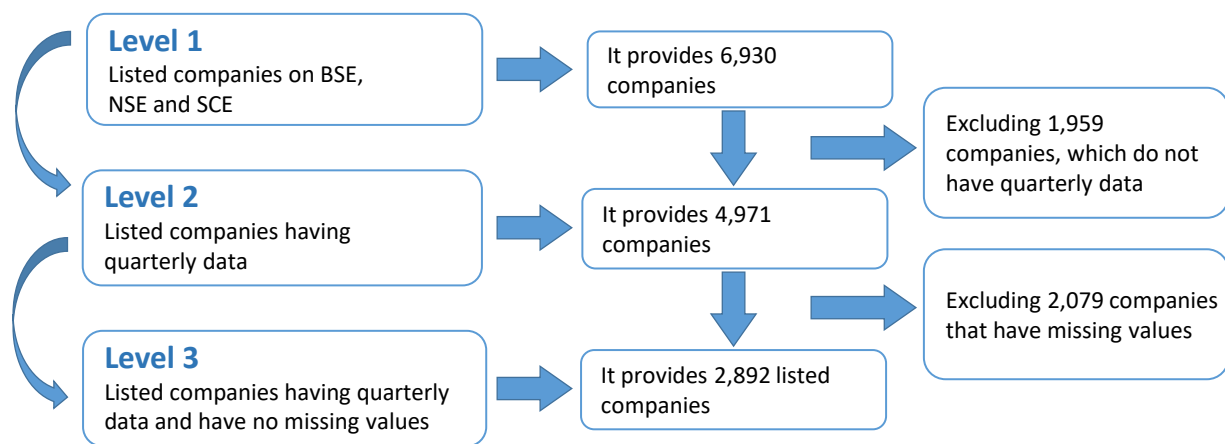 Level 1
Listed companies on BSE,
NSE and SCE
It provides 6,930
companies
Excluding 1,959
companies, which do not
have quarterly data
Level 2
Listed companies having
quarterly data
It provides 4,971
companies
Excluding 2,079 companies
that have missing values
Level 3
Listed companies having quarterly
data and have no missing values
It provides 2,892 listed
companies